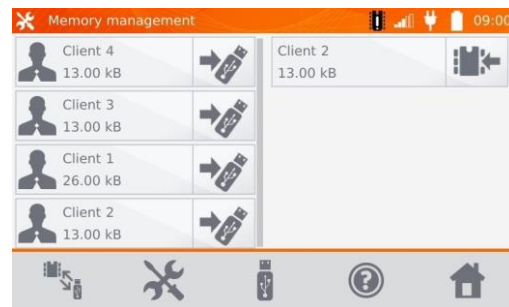 Memory management
09:00
Client 4
13.00 kB
Client 3
13.00 kB
Client 1
26.00 kB
Client 2
13.00 kB
Client 2
13.00 kB